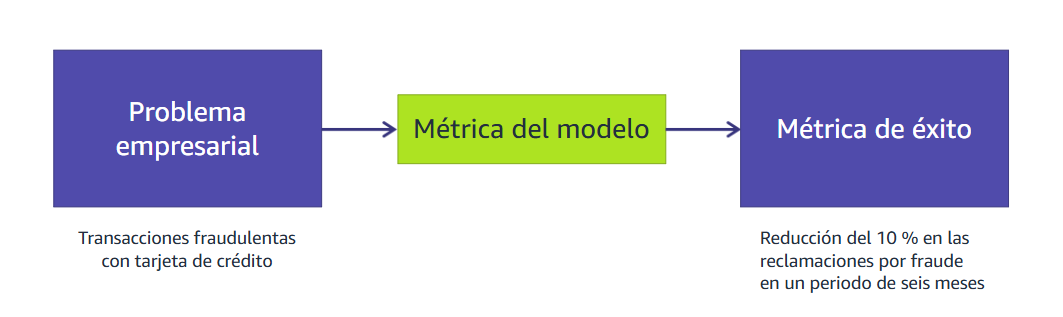 Problema
empresarial
Métrica del modelo
Métrica de éxito
Transacciones fraudulentas
con tarjeta de crédito
Reducción del 10 % en las
reclamaciones por fraude
en un periodo de seis meses